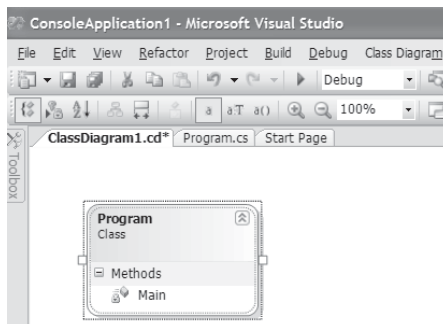 ConsoleApplication1 - Microsoft Visual Studio
File Edit View Refactor Project Build Debug Class Diagram
Debug
a a:T a() 100%
ClassDiagram1.cd* Program.cs Start Page
Toolbox
Program
Class
Methods
Main